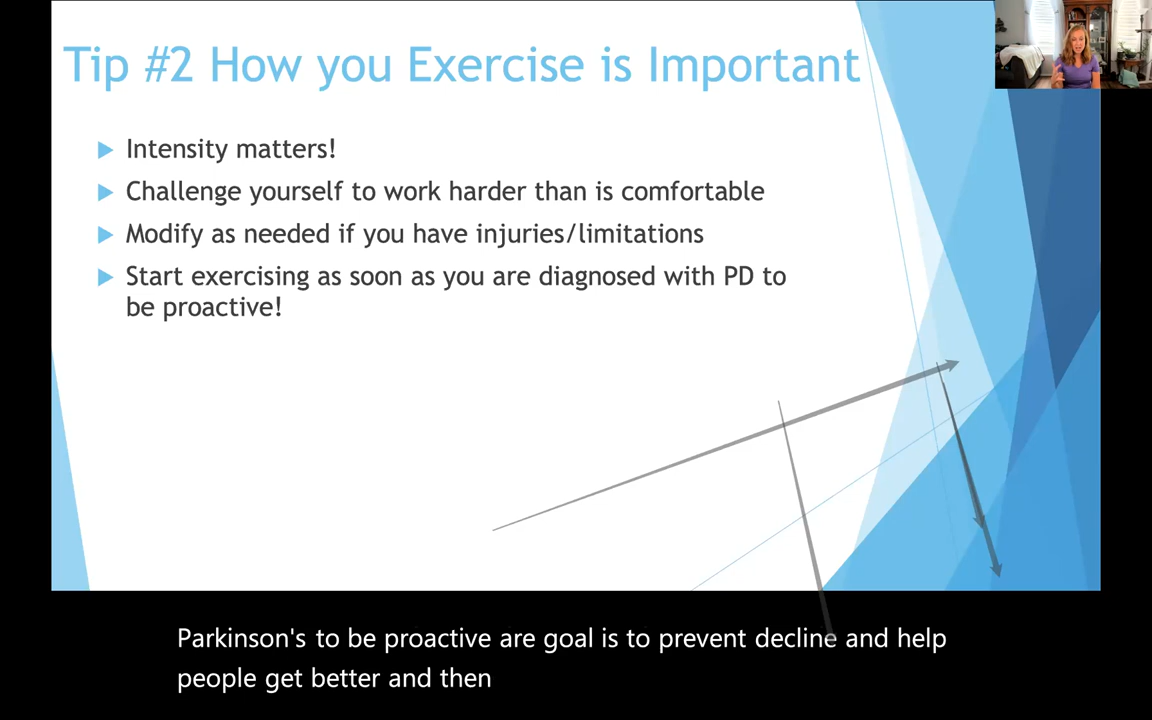 Tip #2 How you Exercise is Important
Intensity matters!
Challenge yourself to work harder than is comfortable
Modify as needed if you have injuries/limitations
Start exercising as soon as you are diagnosed with PD to
be proactive!
Parkinson's to be proactive are goal is to prevent decline and help
people get better and then